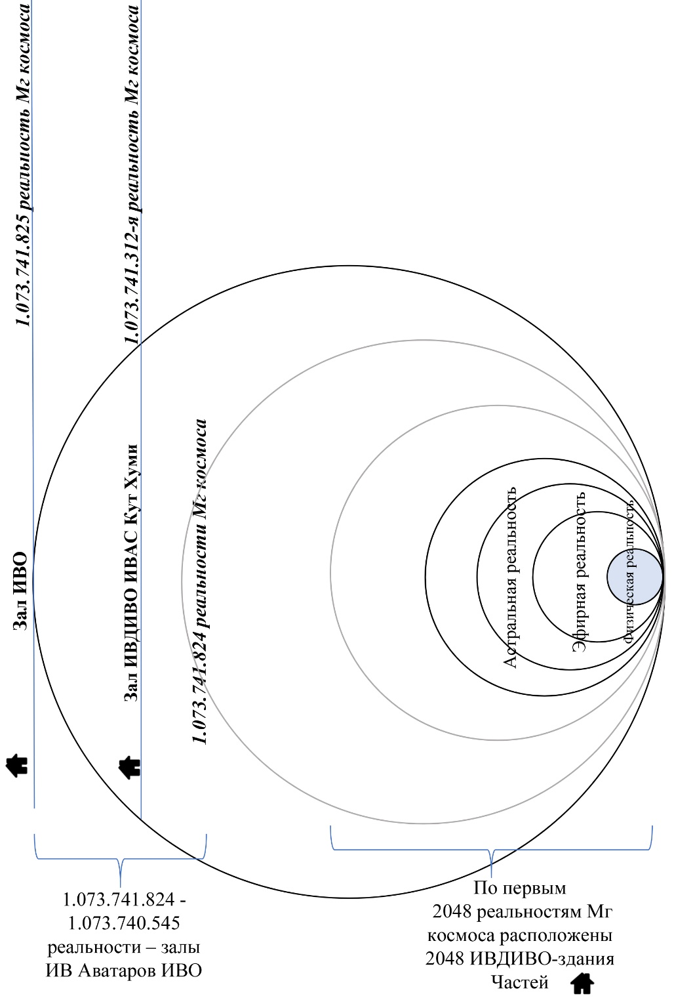 Зал ИВО
1.073.741.825 реальность Мг космоса
Зал ИВДИВО ИВАС Кут Хуми
1.073.741.312-я реальность Мг космоса
1.073.741.824 реальности Мг космоса
Астральная реальность
Эфирная реальность
Физическая реальность
1.073.741.824 -
1.073.740.545
реальности – залы
ИВ Аватаров ИВО
По первым
2048 реальностям Мг
космоса расположены
2048 ИВДИВО-здания
Частей